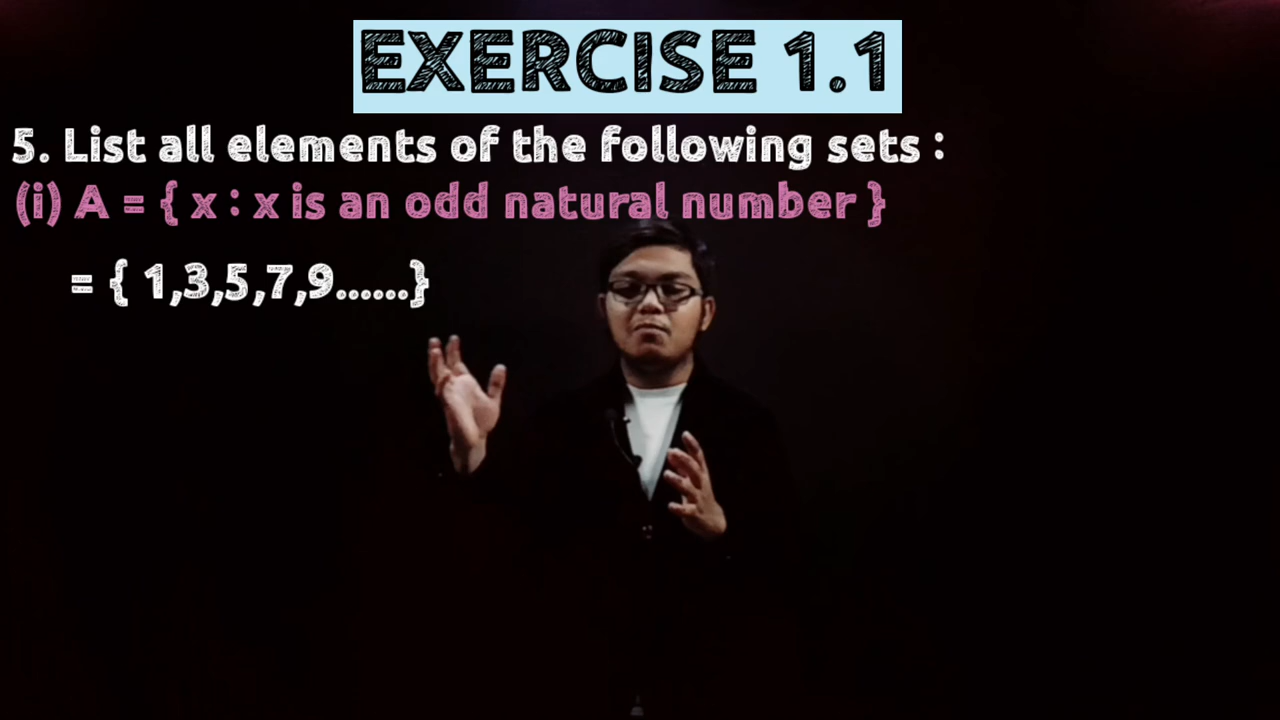 EXERCISE 1.1
5. List all elements of the following sets :
(i) A = { x : x is an odd natural number }
= { 1,3,5,7,9......}